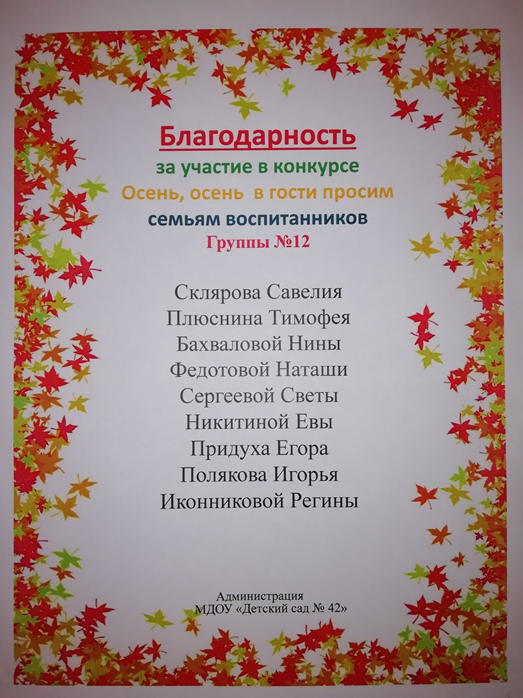 Благодарность
за участие в конкурсе
Осень, осень в гости просим
семьям воспитанников
Группы №12
Склярова Савелия
Плюснина Тимофея
Бахваловой Нины
Федотовой Наташи
Сергеевой Светы
Никитиной Евы
Придуха Егора
Полякова Игорья
Иконниковой Регины
Администрация
МДОУ «Детский сад № 42»